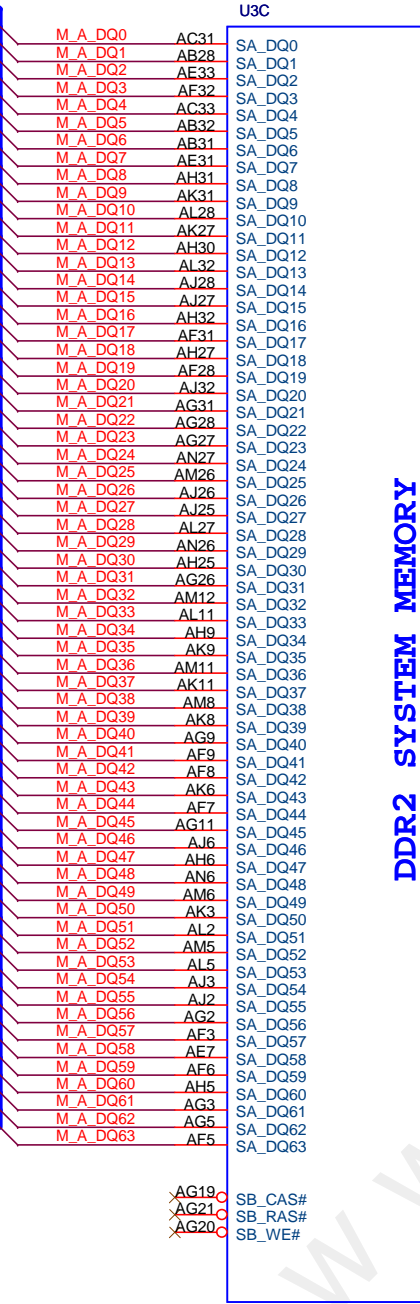 U3C
M_A_DQ0 AC31 SA_DQ0
M_A_DQ1 AB28 SA_DQ1
M_A_DQ2 AE33 SA_DQ2
M_A_DQ3 AF32 SA_DQ3
M_A_DQ4 AC33 SA_DQ4
M_A_DQ5 AB32 SA_DQ5
M_A_DQ6 AB31 SA_DQ6
M_A_DQ7 AE31 SA_DQ7
M_A_DQ8 AH31 SA_DQ8
M_A_DQ9 AK31 SA_DQ9
M_A_DQ10 AL28 SA_DQ10
M_A_DQ11 AK27 SA_DQ11
M_A_DQ12 AH30 SA_DQ12
M_A_DQ13 AL32 SA_DQ13
M_A_DQ14 AJ28 SA_DQ14
M_A_DQ15 AJ27 SA_DQ15
M_A_DQ16 AH32 SA_DQ16
M_A_DQ17 AF31 SA_DQ17
M_A_DQ18 AH27 SA_DQ18
M_A_DQ19 AF28 SA_DQ19
M_A_DQ20 AJ32 SA_DQ20
M_A_DQ21 AG31 SA_DQ21
M_A_DQ22 AG28 SA_DQ22
M_A_DQ23 AG27 SA_DQ23
M_A_DQ24 AN27 SA_DQ24
M_A_DQ25 AM26 SA_DQ25
M_A_DQ26 AJ26 SA_DQ26
M_A_DQ27 AJ25 SA_DQ27
M_A_DQ28 AL27 SA_DQ28
M_A_DQ29 AN26 SA_DQ29
M_A_DQ30 AH25 SA_DQ30
M_A_DQ31 AG26 SA_DQ31
M_A_DQ32 AM12 SA_DQ32
M_A_DQ33 AL11 SA_DQ33
M_A_DQ34 AH9 SA_DQ34
M_A_DQ35 AK9 SA_DQ35
M_A_DQ36 AM11 SA_DQ36
M_A_DQ37 AK11 SA_DQ37
M_A_DQ38 AM8 SA_DQ38
M_A_DQ39 AK8 SA_DQ39
M_A_DQ40 AG9 SA_DQ40
M_A_DQ41 AF9 SA_DQ41
M_A_DQ42 AF8 SA_DQ42
M_A_DQ43 AK6 SA_DQ43
M_A_DQ44 AF7 SA_DQ44
M_A_DQ45 AG11 SA_DQ45
M_A_DQ46 AJ6 SA_DQ46
M_A_DQ47 AH6 SA_DQ47
M_A_DQ48 AN6 SA_DQ48
M_A_DQ49 AM6 SA_DQ49
M_A_DQ50 AK3 SA_DQ50
M_A_DQ51 AL2 SA_DQ51
M_A_DQ52 AM5 SA_DQ52
M_A_DQ53 AL5 SA_DQ53
M_A_DQ54 AJ3 SA_DQ54
M_A_DQ55 AJ2 SA_DQ55
M_A_DQ56 AG2 SA_DQ56
M_A_DQ57 AF3 SA_DQ57
M_A_DQ58 AE7 SA_DQ58
M_A_DQ59 AF6 SA_DQ59
M_A_DQ60 AH5 SA_DQ60
M_A_DQ61 AG3 SA_DQ61
M_A_DQ62 AG5 SA_DQ62
M_A_DQ63 AF5 SA_DQ63
AG19 SB_CAS#
AG21 SB_RAS#
AG20 SB_WE#
DDR2 SYSTEM MEMORY
w w